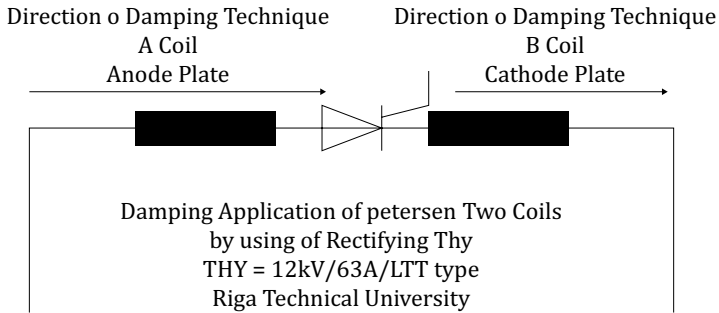 Direction o Damping Technique
A Coil
Anode Plate
Direction o Damping Technique
B Coil
Cathode Plate
Damping Application of petersen Two Coils
by using of Rectifying Thy
THY = 12kV/63A/LTT type
Riga Technical University